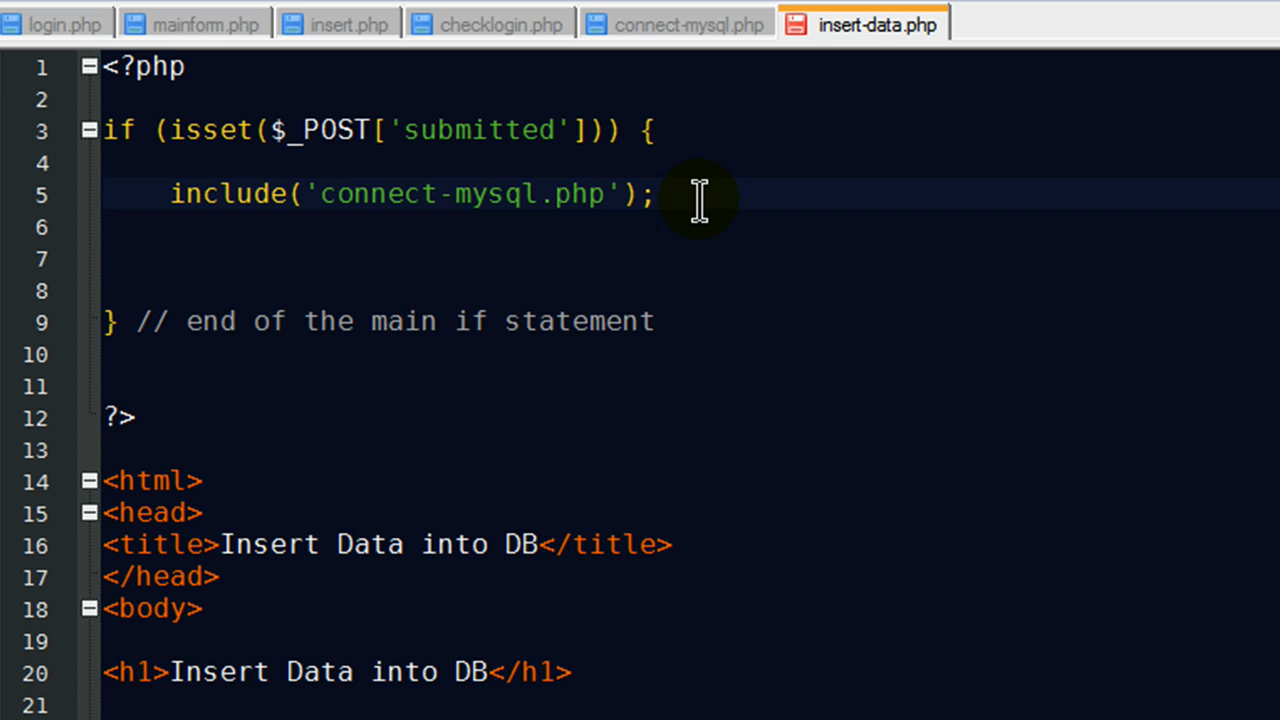 login.php mainform.php insert.php checklogin.php connect-mysql.php insert-data.php
1 <?php
2
3 if (isset($_POST['submitted'])) {
4
5 include('connect-mysql.php');
6
7
8
9 } // end of the main if statement
10
11
12 ?>
13
14 <html>
15 <head>
16 <title>Insert Data into DB</title>
17 </head>
18 <body>
19
20 <h1>Insert Data into DB</h1>
21